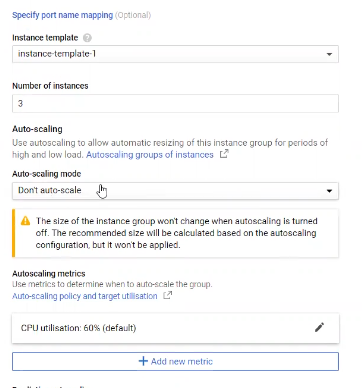 Specify port name mapping (Optional)
Instance template
instance-template-1
Number of instances
3
Auto-scaling
Use autoscaling to allow automatic resizing of this instance group for periods of
high and low load. Autoscaling groups of instances
Auto-scaling mode
Don't auto-scale
The size of the instance group won't change when autoscaling is turned
off. The recommended size will be calculated based on the autoscaling
configuration, but it won't be applied.
Autoscaling metrics
Use metrics to determine when to auto-scale the group.
Auto-scaling policy and target utilisation
CPU utilisation: 60% (default)
Add new metric